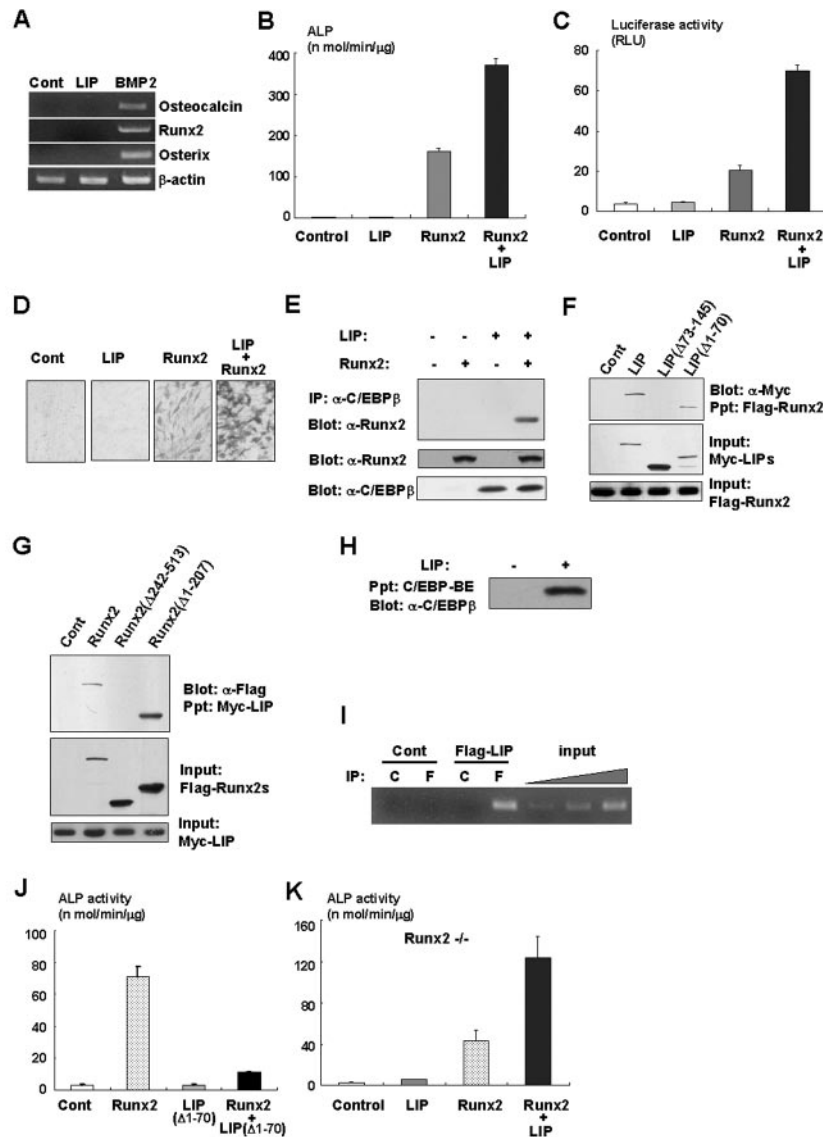 A
Cont LIP BMP2
Osteocalcin
Runx2
Osterix
β-actin
B
ALP
(n mol/min/μg)
400
300
200
100
0
Control LIP Runx2 Runx2
+
LIP
C
Luciferase activity
(RLU)
80
60
40
20
0
Control LIP Runx2 Runx2
+
LIP
D
Cont LIP Runx2 LIP
+
Runx2
E
LIP: - - + +
Runx2: - + - +
IP: α-C/EBPβ
Blot: α-Runx2
Blot: α-Runx2
Blot: α-C/EBPβ
F
Cont LIP LIP(Δ73-145) LIP(Δ1-70)
Blot: α-Myc
Ppt: Flag-Runx2
Input:
Myc-LIPs
Input:
Flag-Runx2
G
Cont Runx2 Runx2(Δ242-513) Runx2(Δ1-207)
Blot: α-Flag
Ppt: Myc-LIP
Input:
Flag-Runx2s
Input:
Myc-LIP
H
LIP: - +
Ppt: C/EBP-BE
Blot: α-C/EBPβ
I
Cont Flag-LIP input
IP: C F C F
J
ALP activity
(n mol/min/μg)
100
80
60
40
20
0
Cont Runx2 LIP
(Δ1-70)
Runx2
+
LIP(Δ1-70)
K
ALP activity
(n mol/min/μg)
160
120
80
40
0
Runx2 -/-
Control LIP Runx2 Runx2
+
LIP